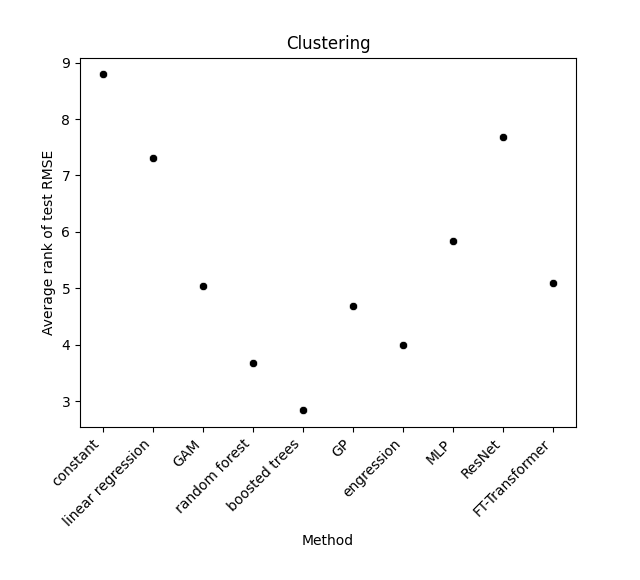 Clustering
Average rank of test RMSE
9
8
7
6
5
4
3
constant
linear regression
GAM
random forest
boosted trees
GP
engression
MLP
ResNet
FT-Transformer
Method